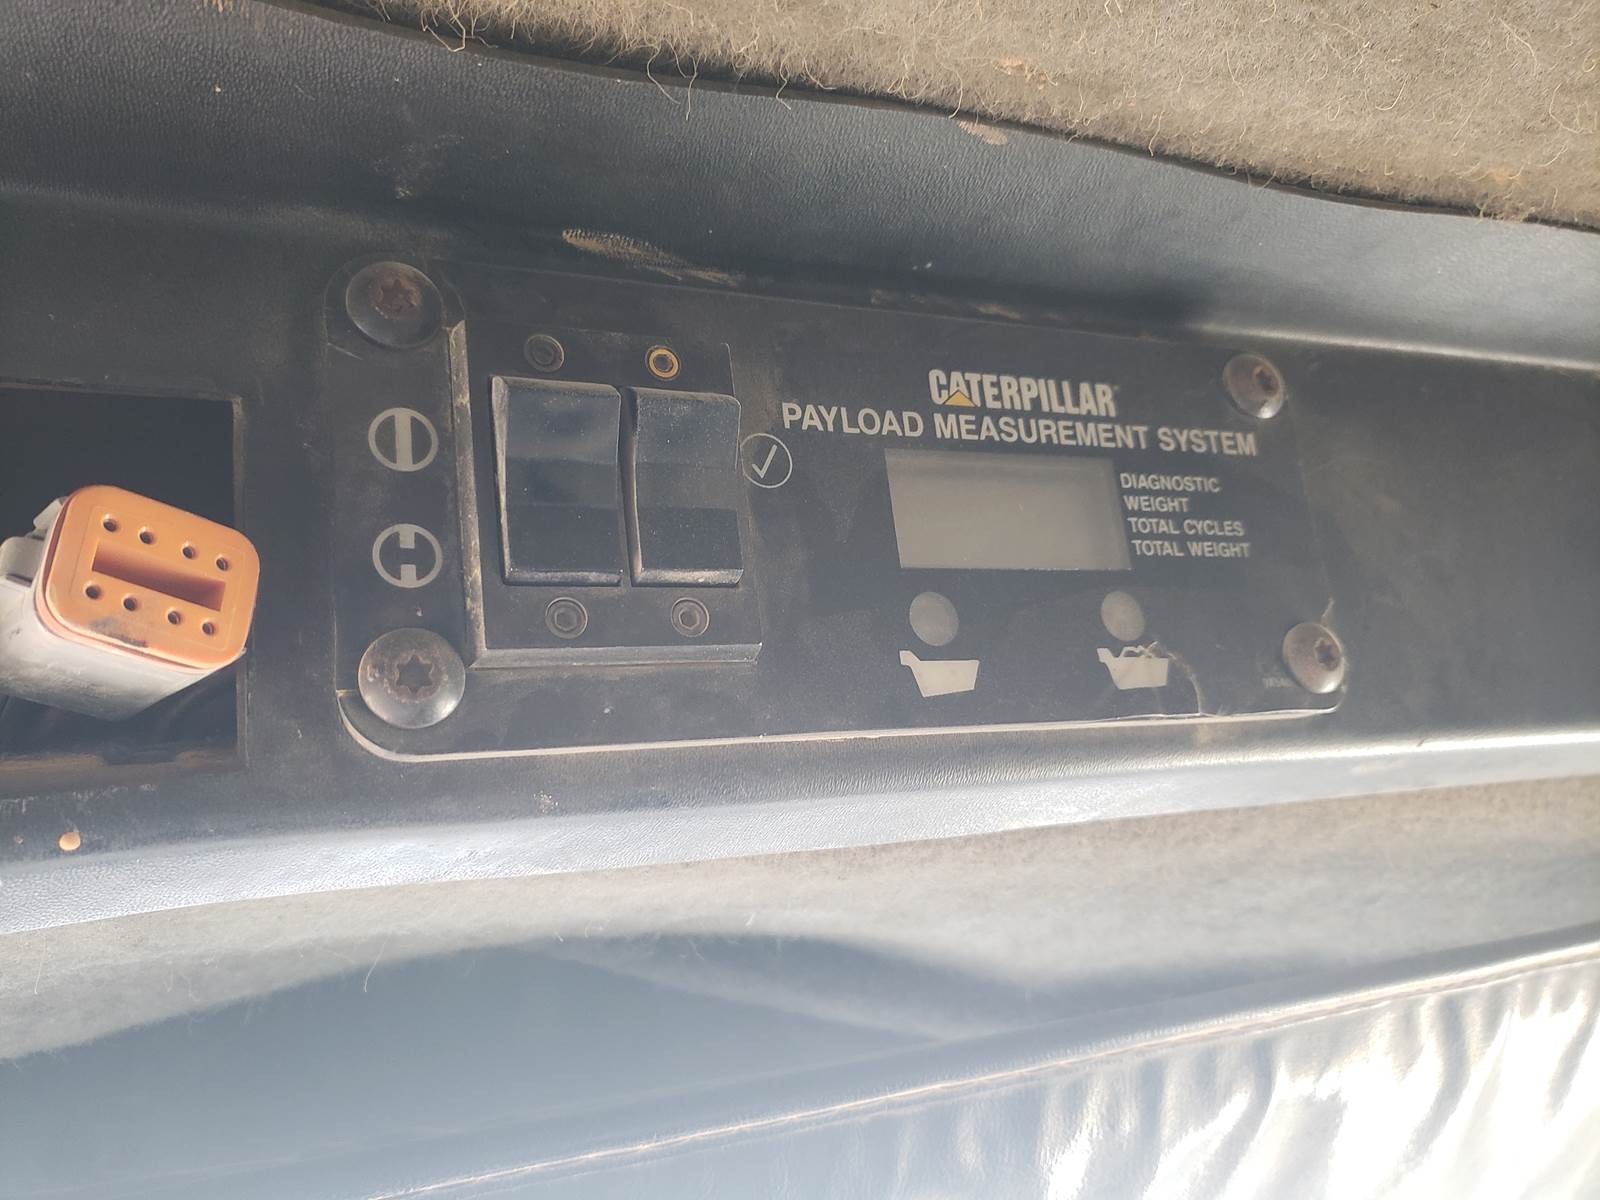 CATERPILLAR
PAYLOAD MEASUREMENT SYSTEM
DIAGNOSTIC
WEIGHT
TOTAL CYCLES
TOTAL WEIGHT